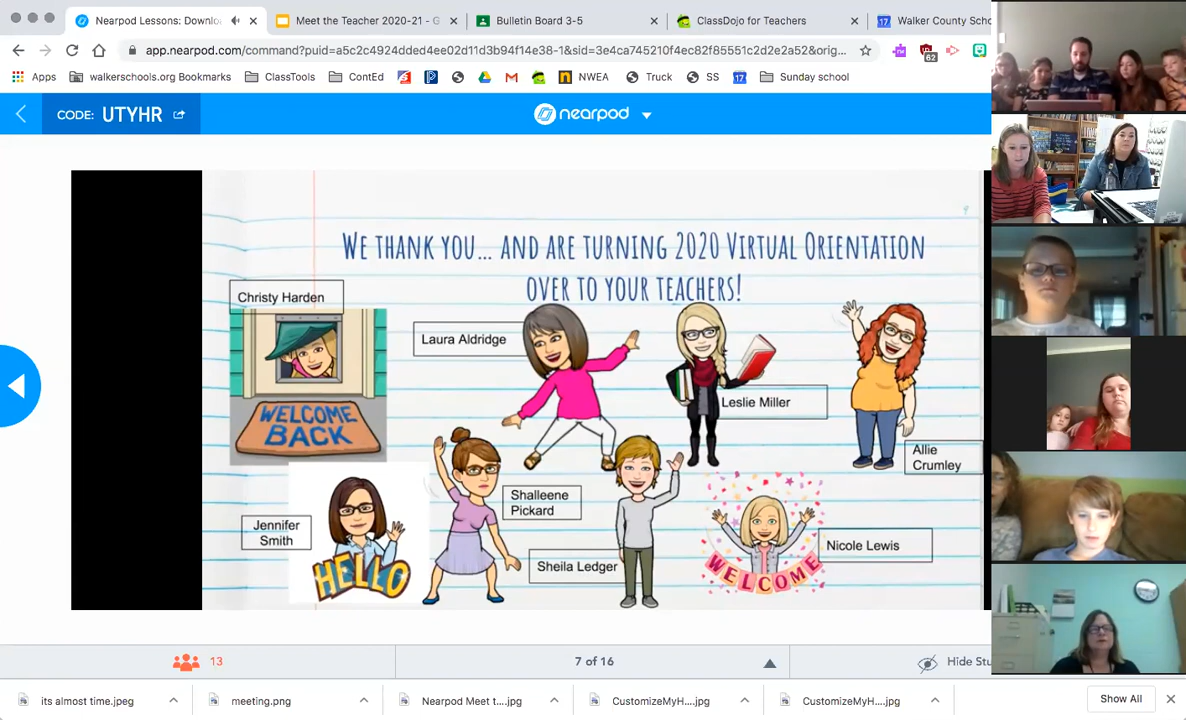 Nearpod Lessons: Downlo
Meet the Teacher 2020-21 - G
Bulletin Board 3-5
ClassDojo for Teachers
Walker County Scho
app.nearpod.com/command?puid=a5c2c4924dded4ee02d11d3b94f14e38-1&sid=3e4ca745210f4ec82f85551c2d2e2a52&orig...
62
Apps
walkerschools.org Bookmarks
ClassTools
ContEd
NWEA
Truck
SS
17
Sunday school
CODE: UTYHR
nearpod
We thank you... and are turning 2020 Virtual Orientation
over to your teachers!
Christy Harden
Laura Aldridge
Leslie Miller
Allie
Crumley
WELCOME
BACK
Jennifer
Smith
HELLO
Shalleene
Pickard
Sheila Ledger
Nicole Lewis
WELCOME
13
7 of 16
Hide Stu
its almost time.jpeg
meeting.png
Nearpod Meet t....jpg
CustomizeMyH....jpg
CustomizeMyH....jpg
Show All